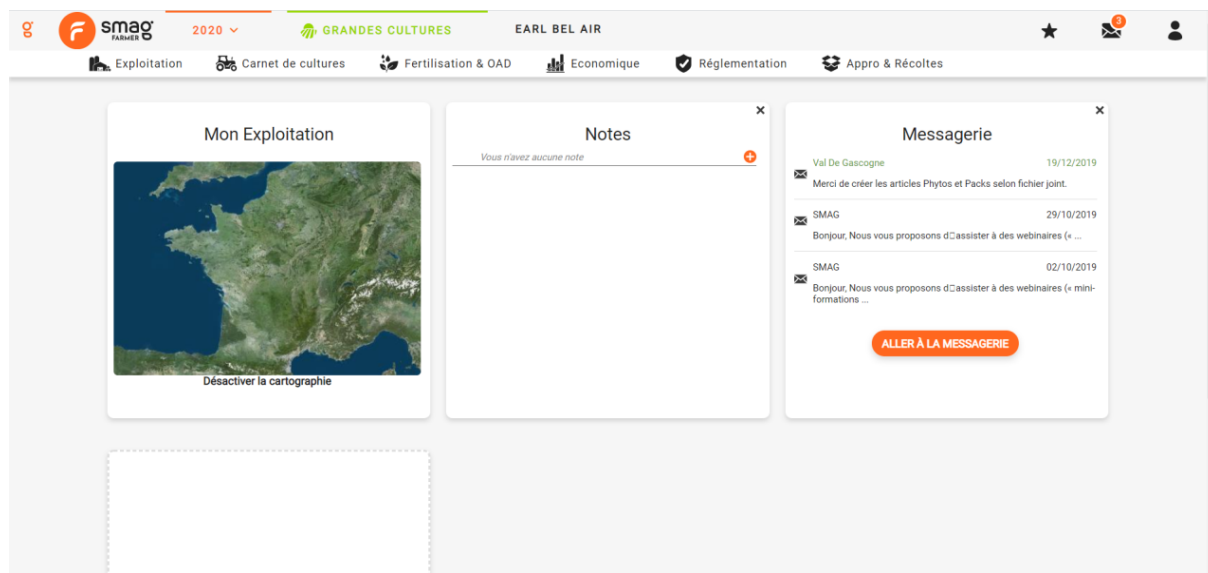 g
smag
FARMER
2020
GRANDES CULTURES
EARL BEL AIR
3
Exploitation
Carnet de cultures
Fertilisation & OAD
Economique
Réglementation
Appro & Récoltes
Mon Exploitation
Désactiver la cartographie
Notes
Vous n'avez aucune note
Messagerie
Val De Gascogne 19/12/2019
Merci de créer les articles Phytos et Packs selon fichier joint.
SMAG 29/10/2019
Bonjour, Nous vous proposons d□assister à des webinaires (« ...
SMAG 02/10/2019
Bonjour, Nous vous proposons d□assister à des webinaires (« mini-
formations ...
ALLER À LA MESSAGERIE